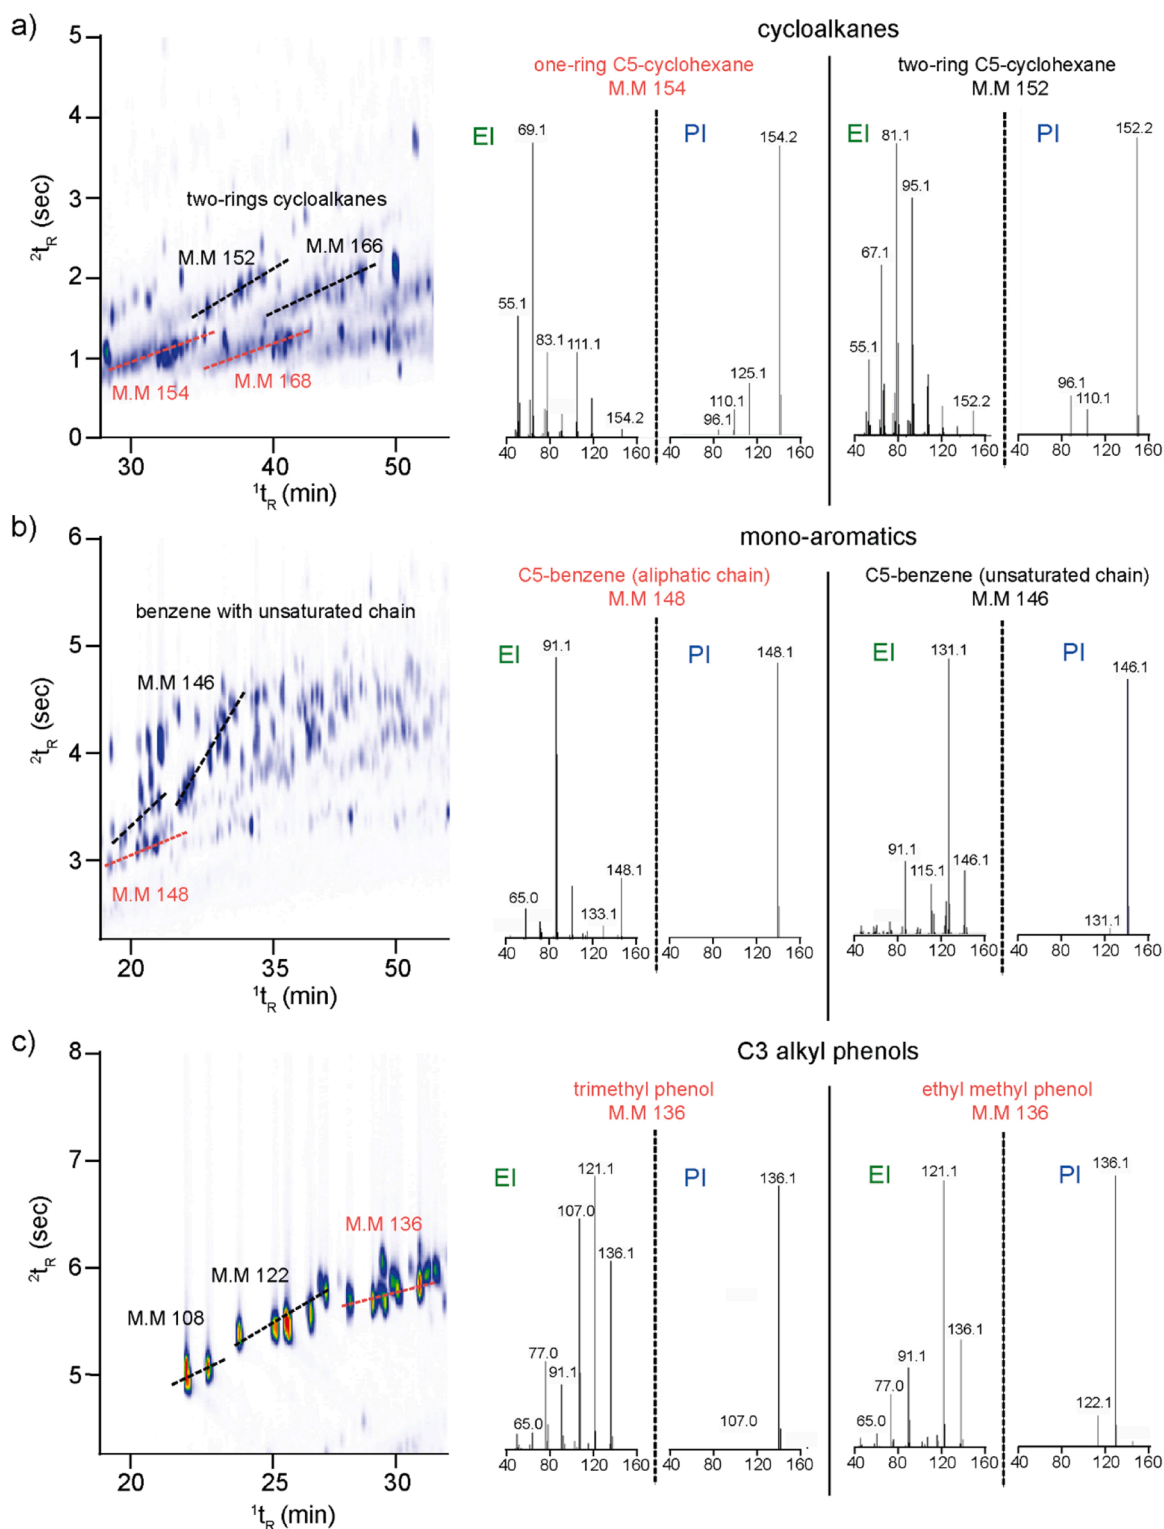 a)
cycloalkanes
one-ring C5-cyclohexane
M.M 154
two-ring C5-cyclohexane
M.M 152
5
4
3
2
1
0
²tR (sec)
two-rings cycloalkanes
M.M 152
M.M 166
M.M 154
M.M 168
30 40 50
¹tR (min)
EI
69.1
55.1
83.1
111.1
154.2
40 80 120 160
PI
154.2
125.1
110.1
96.1
40 80 120 160
EI
81.1
95.1
67.1
55.1
152.2
40 80 120 160
PI
152.2
96.1
110.1
40 80 120 160
b)
mono-aromatics
C5-benzene (aliphatic chain)
M.M 148
C5-benzene (unsaturated chain)
M.M 146
6
5
4
3
²tR (sec)
benzene with unsaturated chain
M.M 146
M.M 148
20 35 50
¹tR (min)
EI
91.1
65.0
133.1
148.1
40 80 120 160
PI
148.1
40 80 120 160
EI
131.1
91.1
115.1
146.1
40 80 120 160
PI
146.1
131.1
40 80 120 160
c)
C3 alkyl phenols
trimethyl phenol
M.M 136
ethyl methyl phenol
M.M 136
8
7
6
5
²tR (sec)
M.M 136
M.M 122
M.M 108
20 25 30
¹tR (min)
EI
121.1
107.0
136.1
77.0
91.1
65.0
40 80 120 160
PI
136.1
107.0
40 80 120 160
EI
121.1
136.1
91.1
77.0
65.0
40 80 120 160
PI
136.1
122.1
40 80 120 160